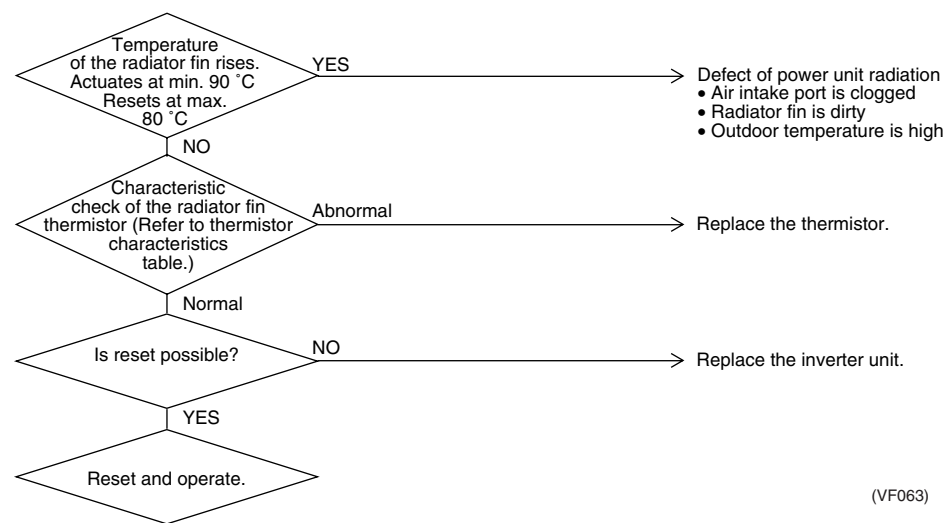 Temperature
of the radiator fin rises.
Actuates at min. 90 ˚C
Resets at max.
80 ˚C
YES
Defect of power unit radiation
• Air intake port is clogged
• Radiator fin is dirty
• Outdoor temperature is high
NO
Characteristic
check of the radiator fin
thermistor (Refer to thermistor
characteristics
table.)
Abnormal
Replace the thermistor.
Normal
Is reset possible?
NO
Replace the inverter unit.
YES
Reset and operate.
(VF063)